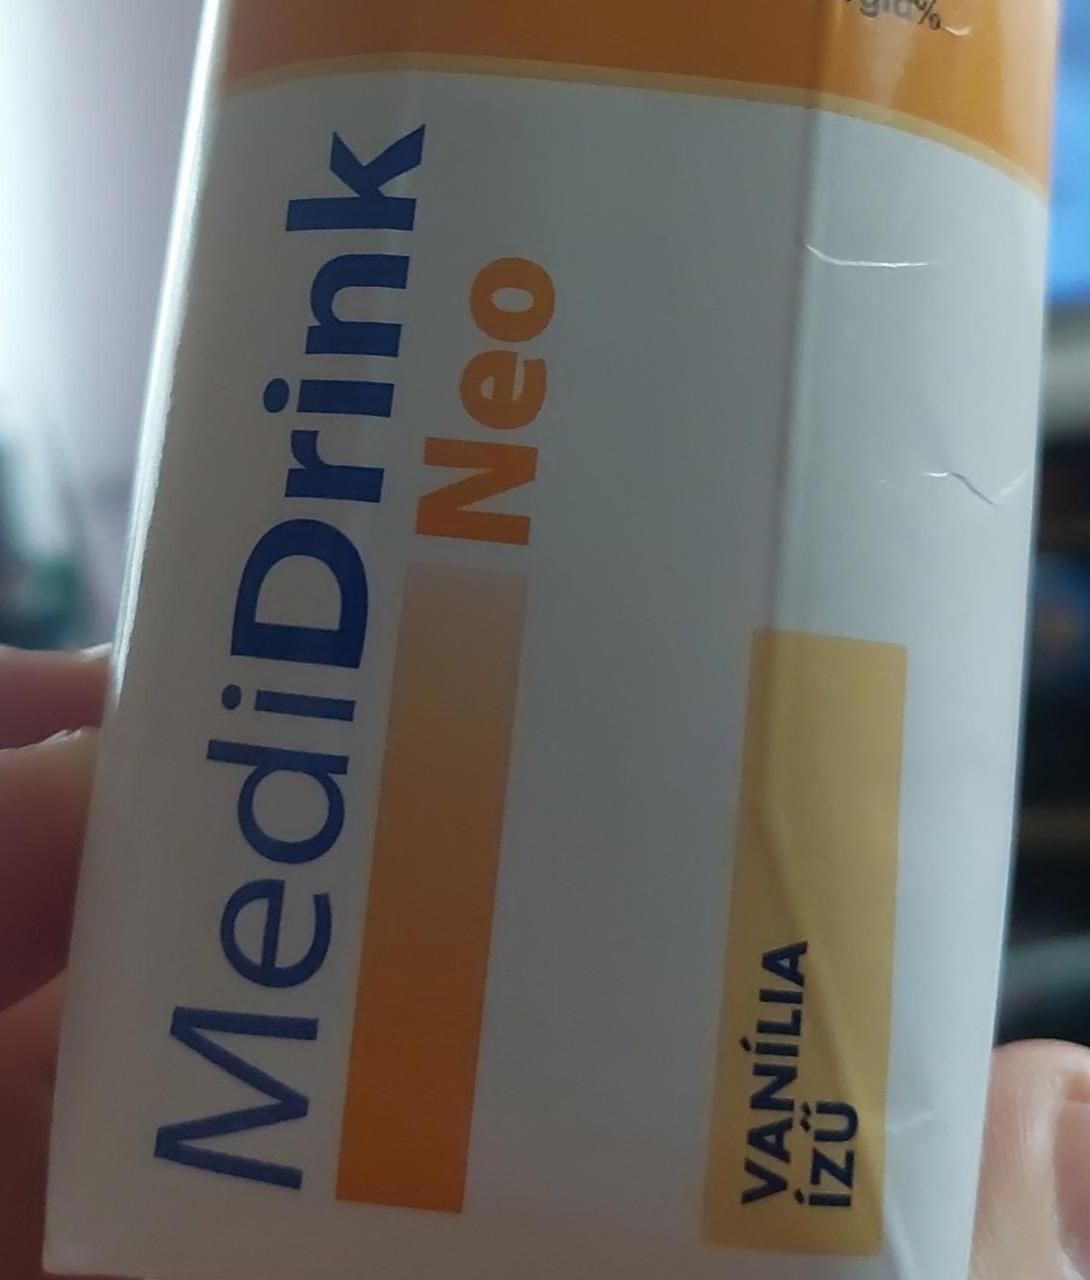 MediDrink
Neo
VANÍLIA
ÍZŰ